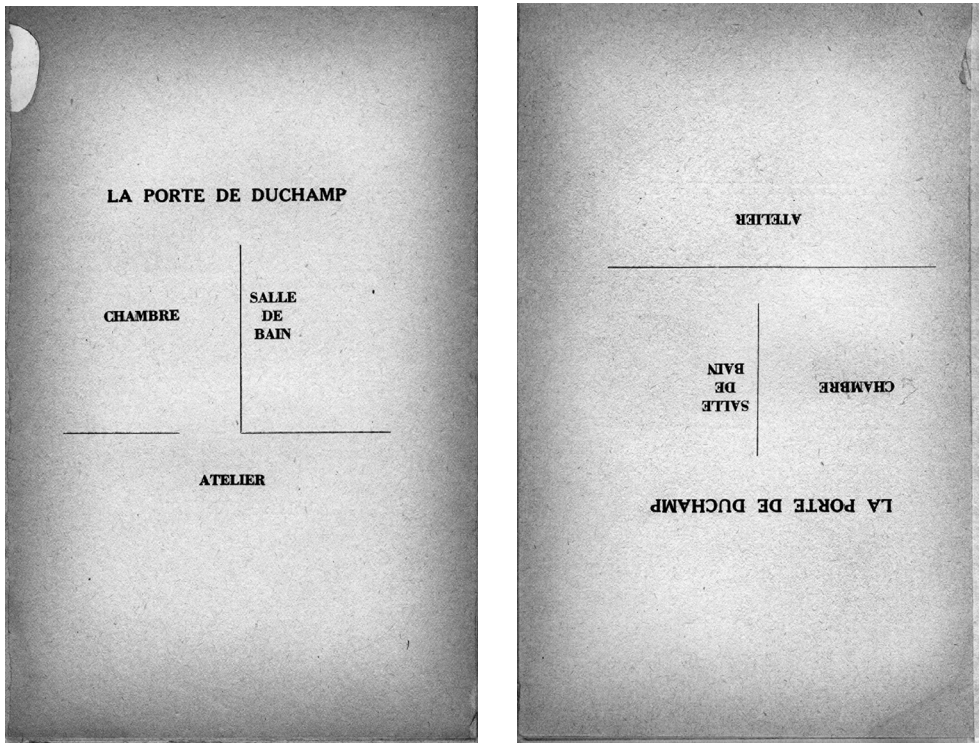 LA PORTE DE DUCHAMP
CHAMBRE
SALLE
DE
BAIN
ATELIER
LA PORTE DE DUCHAMP
CHAMBRE
SALLE
DE
BAIN
ATELIER